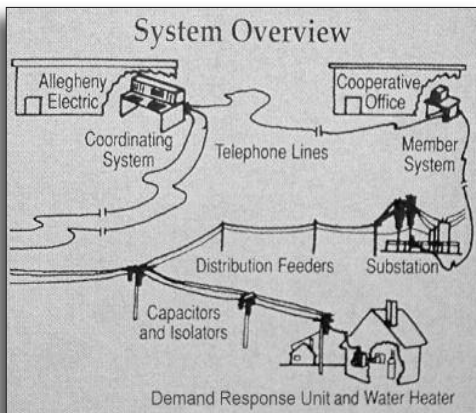 System Overview
Allegheny
Electric
Coordinating
System
Telephone Lines
Cooperative
Office
Member
System
Distribution Feeders
Substation
Capacitors
and Isolators
Demand Response Unit and Water Heater